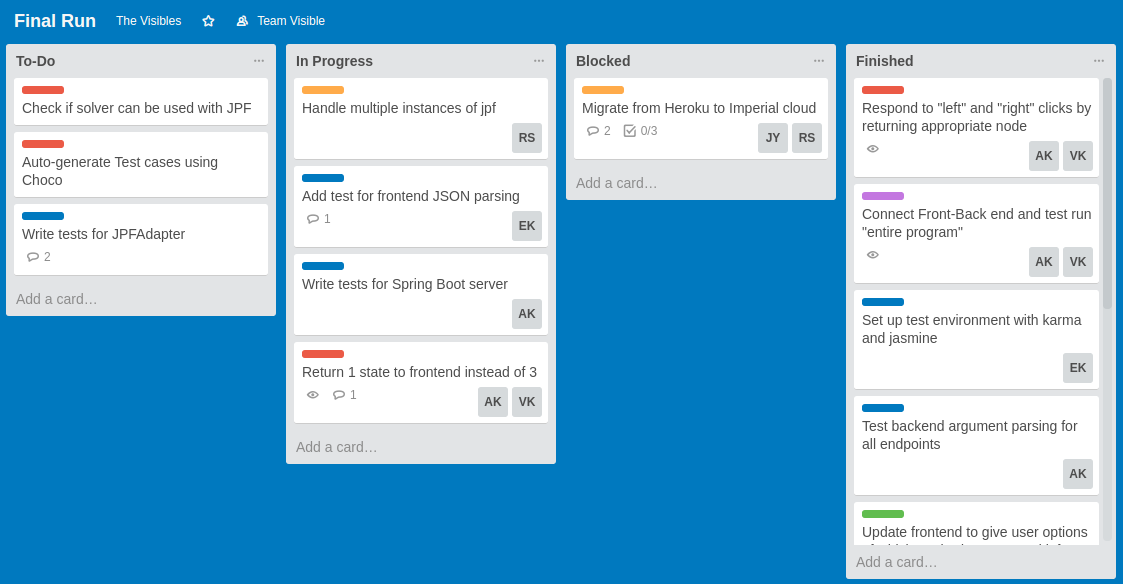 Final Run
The Visibles
Team Visible
To-Do
Check if solver can be used with JPF
Auto-generate Test cases using
Choco
Write tests for JPFAdapter
2
Add a card…
In Progress
Handle multiple instances of jpf
RS
Add test for frontend JSON parsing
1
EK
Write tests for Spring Boot server
AK
Return 1 state to frontend instead of 3
1
AK VK
Add a card…
Blocked
Migrate from Heroku to Imperial cloud
2 0/3
JY RS
Add a card…
Finished
Respond to "left" and "right" clicks by
returning appropriate node
AK VK
Connect Front-Back end and test run
"entire program"
AK VK
Set up test environment with karma
and jasmine
EK
Test backend argument parsing for
all endpoints
AK
Update frontend to give user options
Add a card…